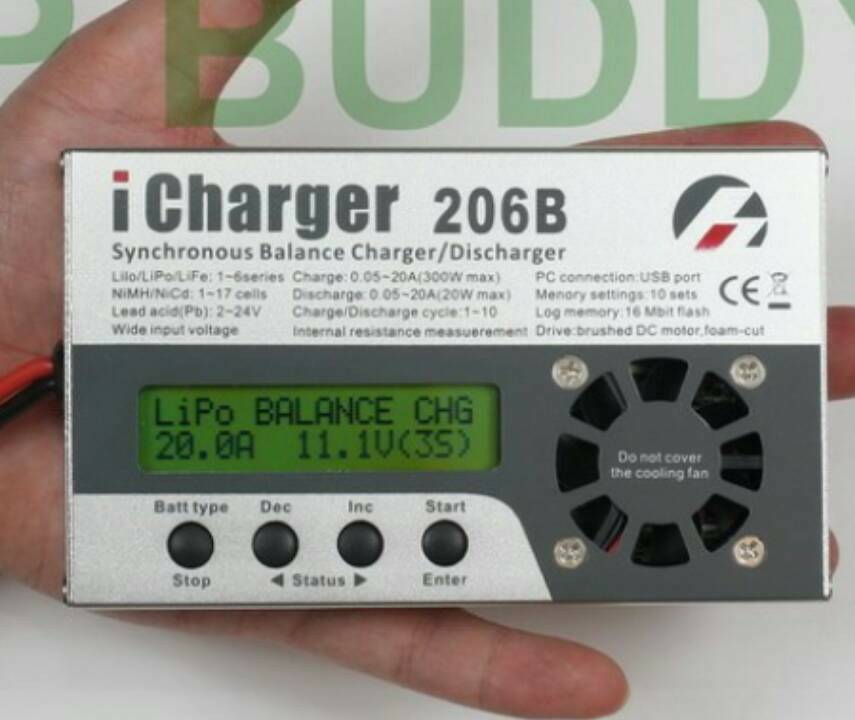 P BUDDY
i Charger 206B
Synchronous Balance Charger/Discharger
LiIo/LiPo/LiFe: 1~6series Charge: 0.05~20A(300W max) PC connection:USB port
NiMH/NiCd: 1~17 cells Discharge: 0.05~20A(20W max) Menory settings: 10 sets
Lead acid(Pb): 2~24V Charge/Discharge cycle:1~10 Log memory: 16 Mbit flash
Wide input voltage Internal resistance measuerement Drive:brushed DC motor,foam-cut
CE
LiPo BALANCE CHG
20.0A 11.1V(3S)
Do not cover
the cooling fan
Batt type Dec Inc Start
Stop ◀ Status ▶ Enter